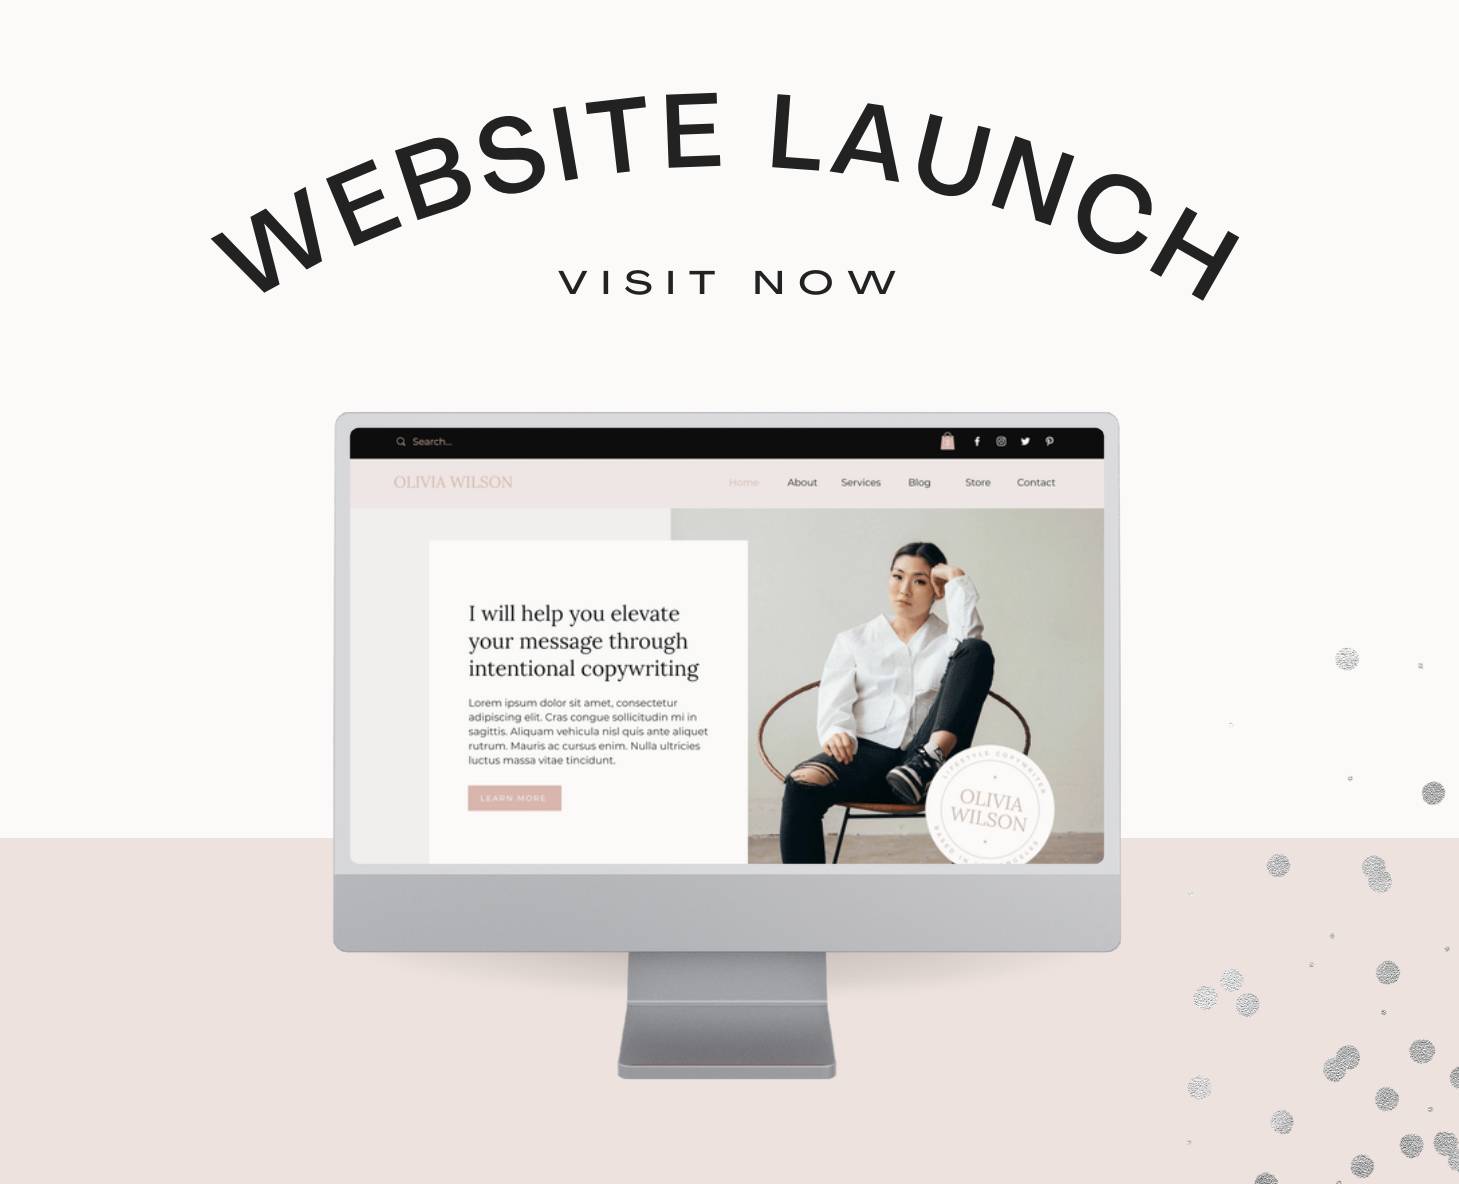 WEBSITE LAUNCH
VISIT NOW
Search...
OLIVIA WILSON
Home About Services Blog Store Contact
I will help you elevate
your message through
intentional copywriting
Lorem ipsum dolor sit amet, consectetur
adipiscing elit. Cras congue sollicitudin mi in
sagittis. Aliquam vehicula nisl quis ante aliquet
rutrum. Mauris ac cursus enim. Nulla ultricies
luctus massa vitae tincidunt.
LEARN MORE
LIFESTYLE COPYWRITER
OLIVIA
WILSON
BASED IN